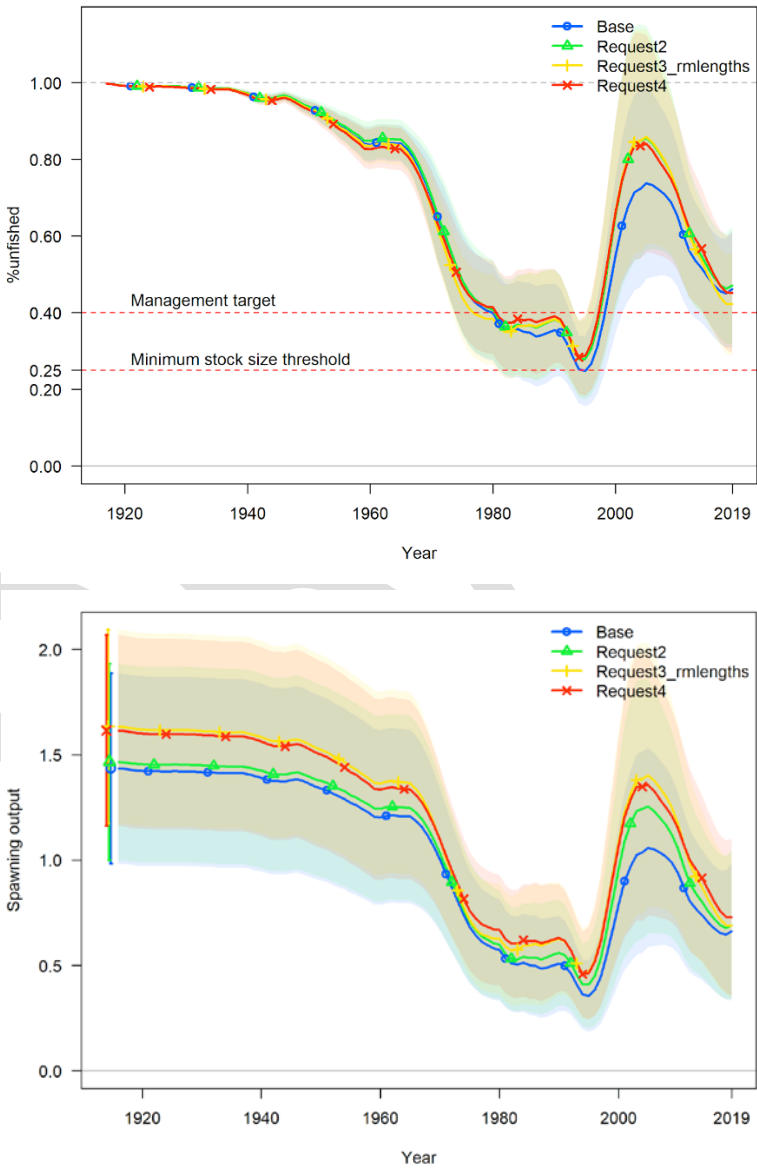 Base
Request2
Request3_rmlengths
Request4
1.00
0.80
0.60
0.40
0.25
0.20
0.00
%unfished
Management target
Minimum stock size threshold
1920 1940 1960 1980 2000 2019
Year
Base
Request2
Request3_rmlengths
Request4
2.0
1.5
1.0
0.5
0.0
Spawning output
1920 1940 1960 1980 2000 2019
Year